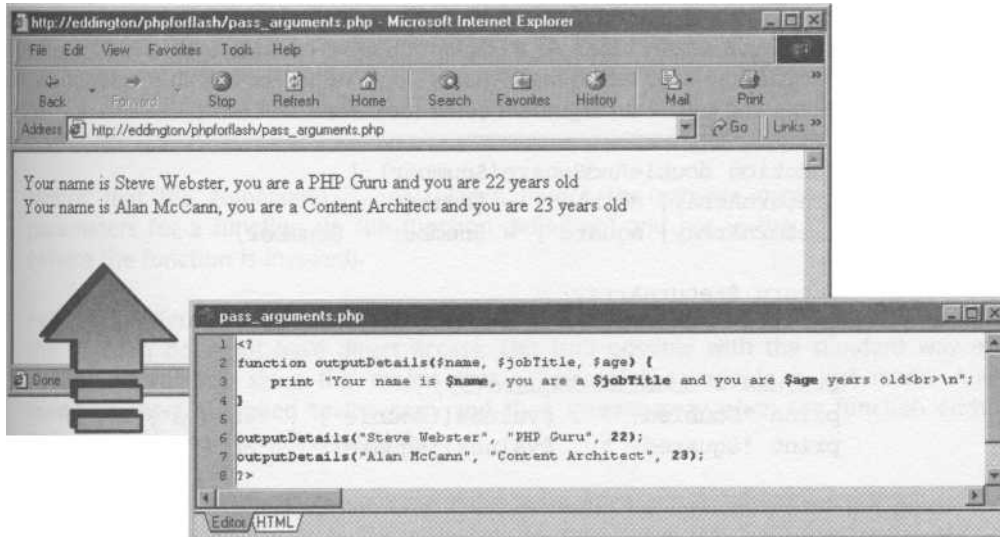 http://eddington/phpforflash/pass_arguments.php - Microsoft Internet Explorer
File Edit View Favorites Tools Help
Back Forward Stop Refresh Home Search Favorites History Mail Print »
Address http://eddington/phpforflash/pass_arguments.php Go Links »
Your name is Steve Webster, you are a PHP Guru and you are 22 years old
Your name is Alan McCann, you are a Content Architect and you are 23 years old
Done
pass_arguments.php
1 <?
2 function outputDetails($name, $jobTitle, $age) {
3 print "Your name is $name, you are a $jobTitle and you are $age years old<br>\n";
4 }
5
6 outputDetails("Steve Webster", "PHP Guru", 22);
7 outputDetails("Alan McCann", "Content Architect", 23);
8 ?>
Editor HTML